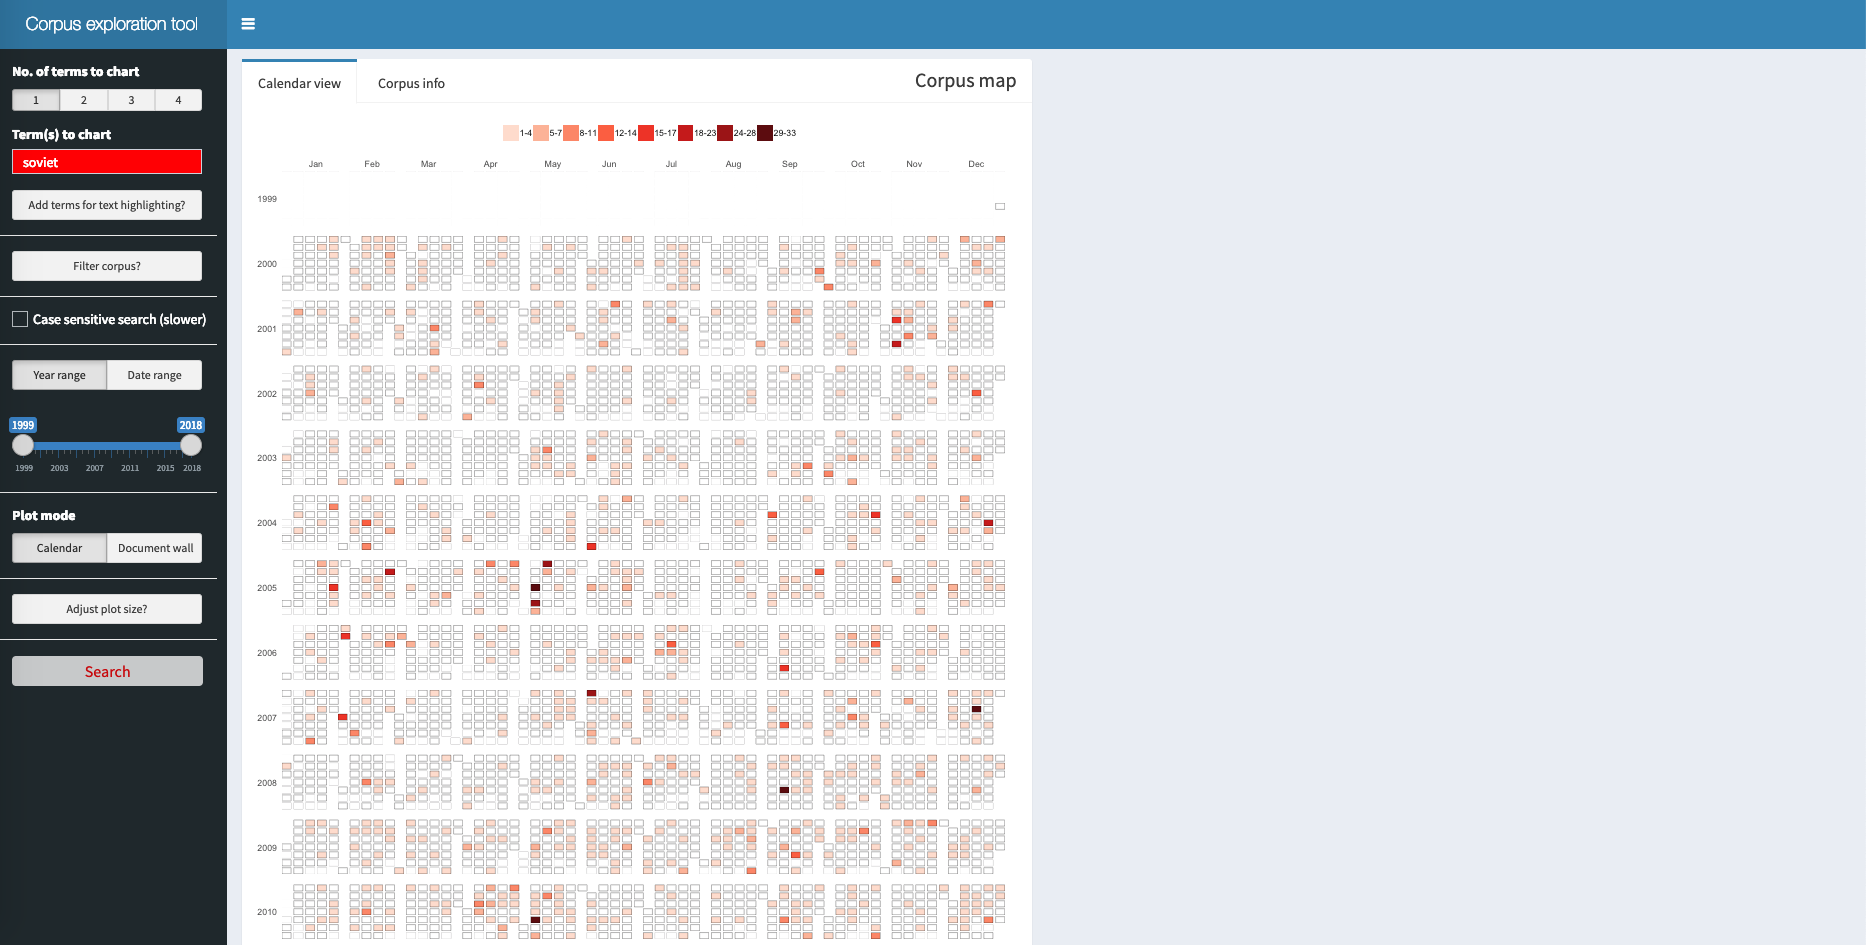 Corpus exploration tool
No. of terms to chart
1 2 3 4
Term(s) to chart
soviet
Add terms for text highlighting?
Filter corpus?
Case sensitive search (slower)
Year range Date range
1999 2018
1999 2003 2007 2011 2015 2018
Plot mode
Calendar Document wall
Adjust plot size?
Search
Calendar view Corpus info Corpus map
1-4 5-7 8-11 12-14 15-17 18-23 24-28 29-33
Jan Feb Mar Apr May Jun Jul Aug Sep Oct Nov Dec
1999
2000
2001
2002
2003
2004
2005
2006
2007
2008
2009
2010